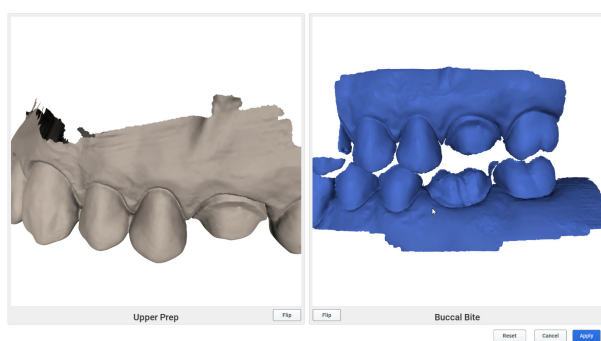 Upper Prep
Flip
Flip
Buccal Bite
Reset
Cancel
Apply